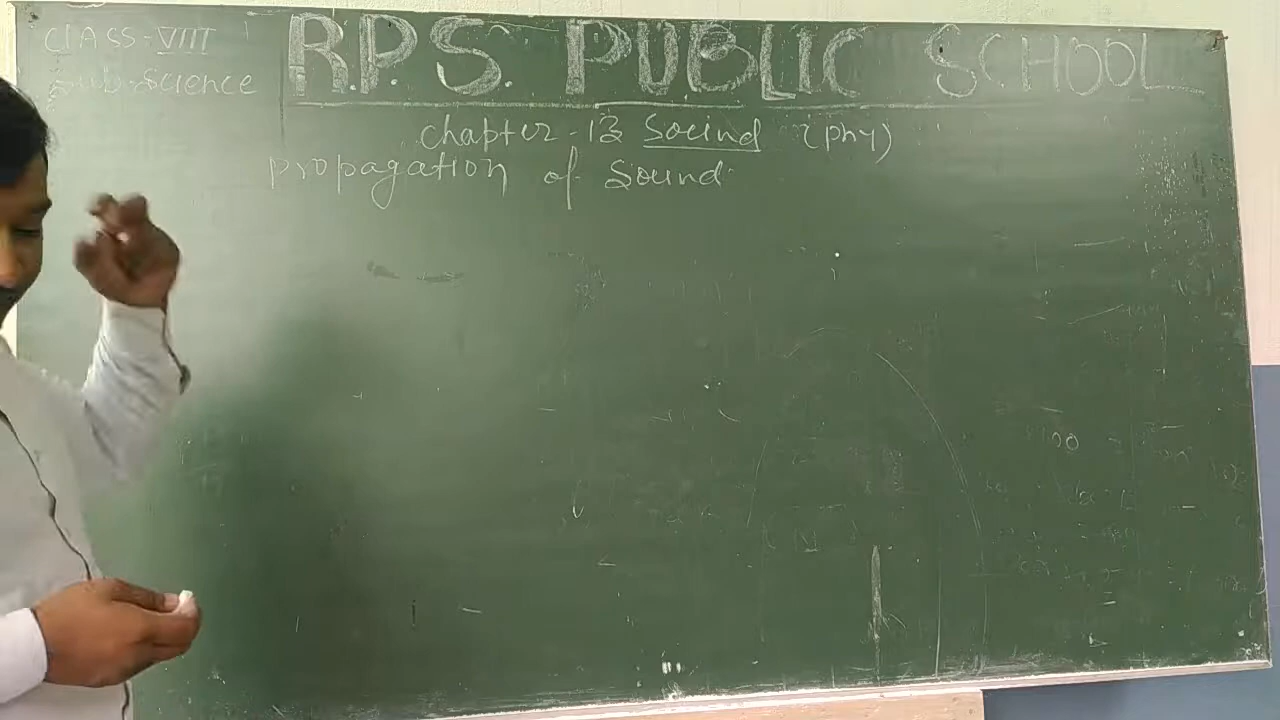 R.P.S. PUBLIC SCHOOL
CLASS-VIII
Sub-Science
chapter-13 Sound (phy)
propagation of Sound